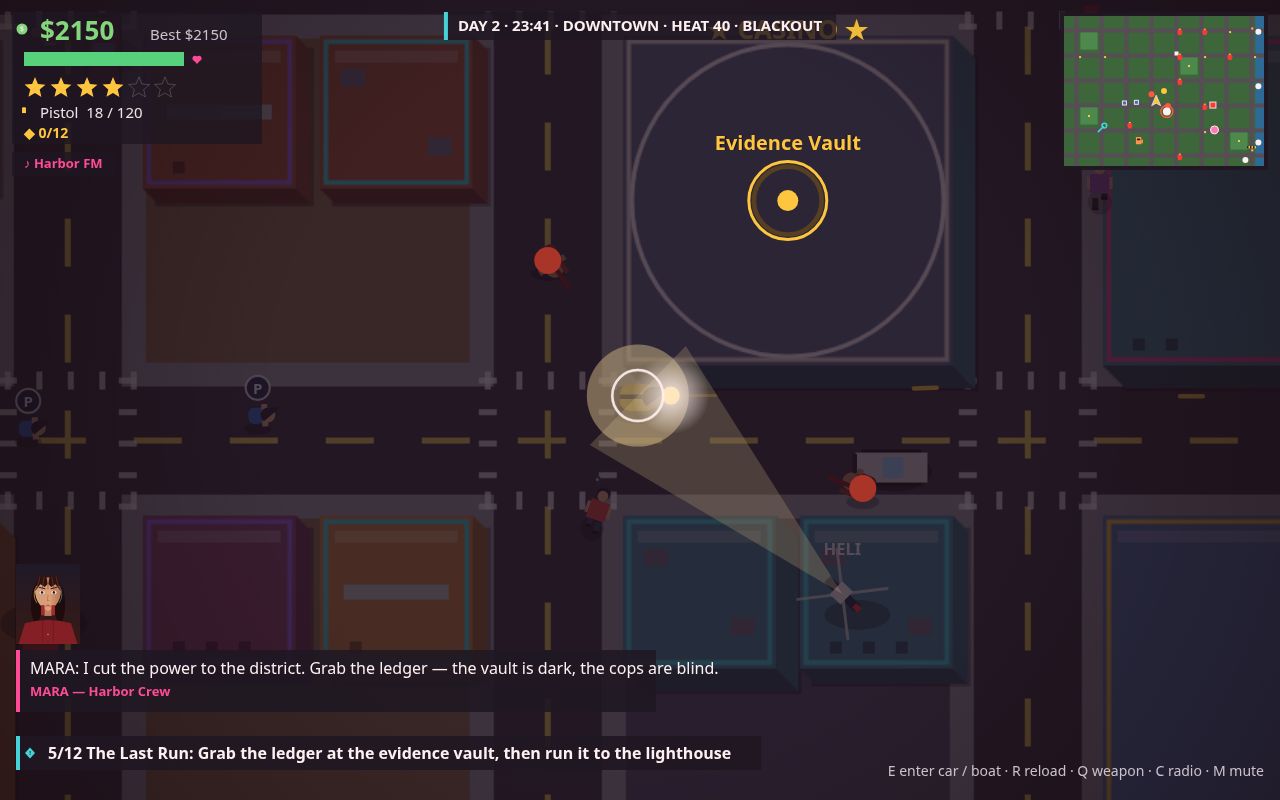 $2150
Best $2150
Pistol 18 / 120
0/12
♪ Harbor FM
DAY 2 · 23:41 · DOWNTOWN · HEAT 40 · BLACKOUT
CASINO
Evidence Vault
P
P
HELI
MARA: I cut the power to the district. Grab the ledger — the vault is dark, the cops are blind.
MARA — Harbor Crew
5/12 The Last Run: Grab the ledger at the evidence vault, then run it to the lighthouse
E enter car / boat · R reload · Q weapon · C radio · M mute